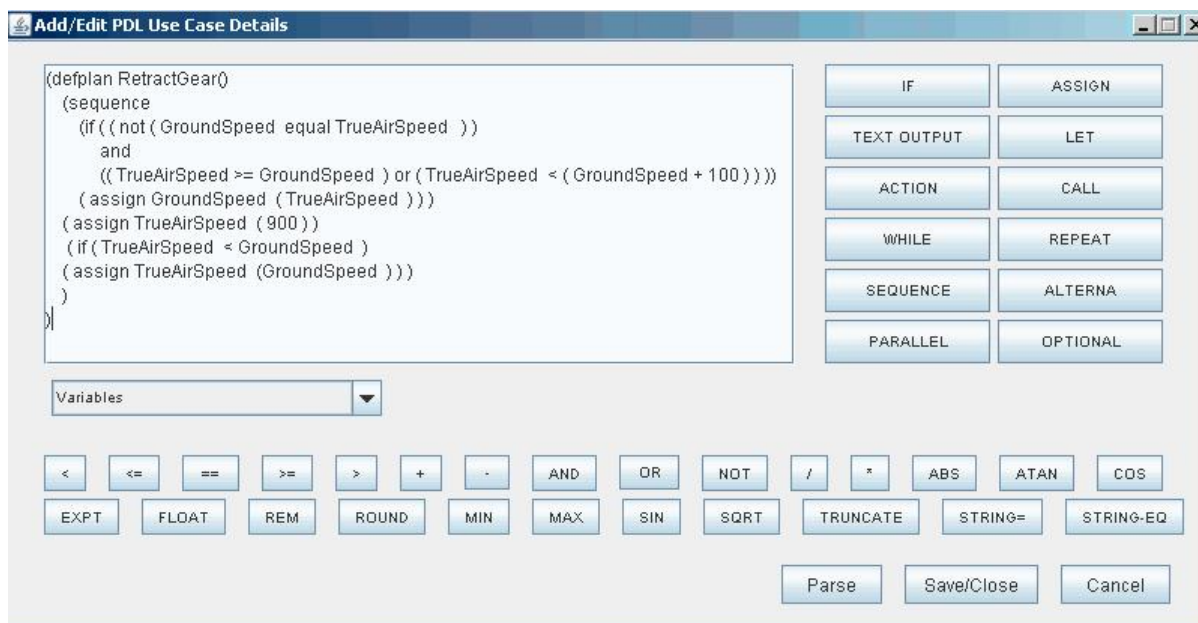 Add/Edit PDL Use Case Details
(defplan RetractGear()
(sequence
(if ( ( not ( GroundSpeed equal TrueAirSpeed ) )
and
(( TrueAirSpeed >= GroundSpeed ) or ( TrueAirSpeed < ( GroundSpeed + 100 ) ) ))
( assign GroundSpeed ( TrueAirSpeed ) ))
( assign TrueAirSpeed ( 900 ) )
( if ( TrueAirSpeed < GroundSpeed )
( assign TrueAirSpeed (GroundSpeed ) ))
)
)
IF ASSIGN
TEXT OUTPUT LET
ACTION CALL
WHILE REPEAT
SEQUENCE ALTERNA
PARALLEL OPTIONAL
Variables
< <= == >= > + - AND OR NOT / * ABS ATAN COS
EXPT FLOAT REM ROUND MIN MAX SIN SQRT TRUNCATE STRING= STRING-EQ
Parse Save/Close Cancel